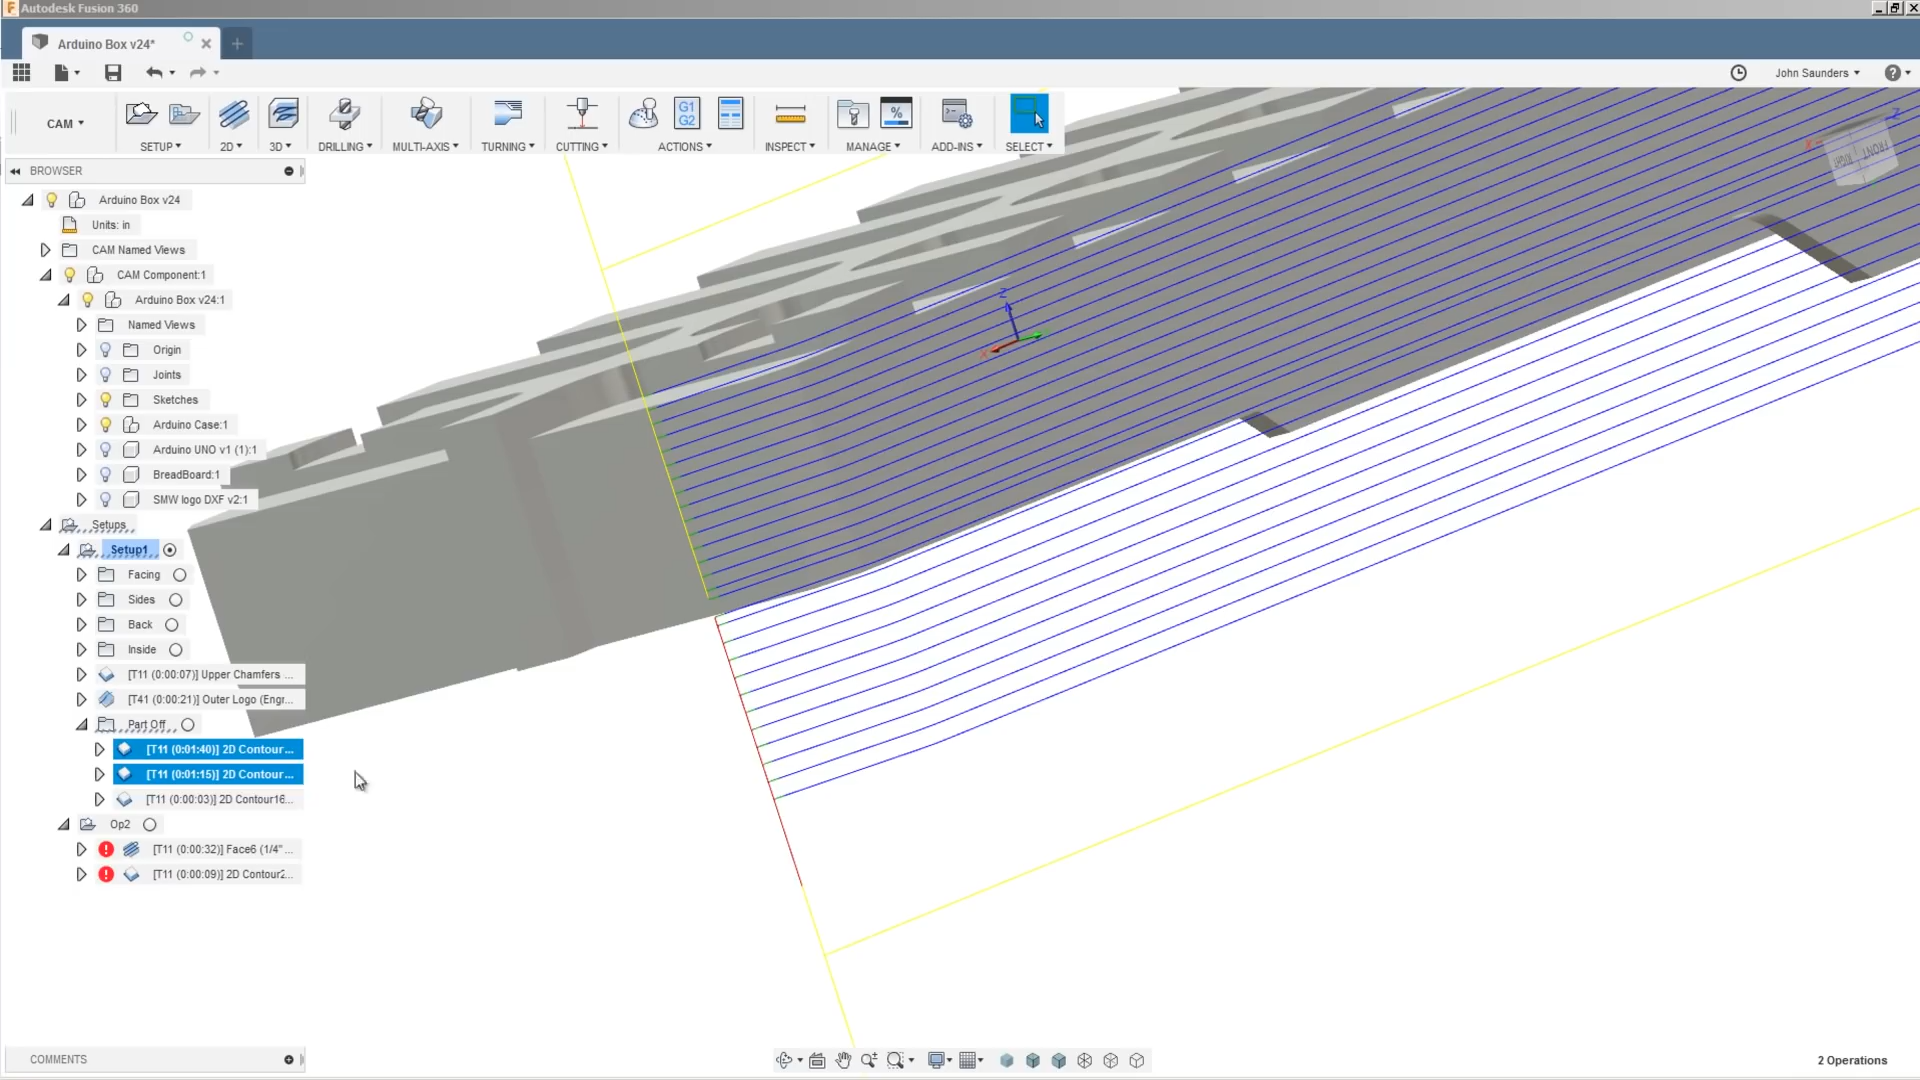 Autodesk Fusion 360
Arduino Box v24*
John Saunders
CAM
SETUP
2D
3D
DRILLING
MULTI-AXIS
TURNING
CUTTING
G1
G2
ACTIONS
INSPECT
%
MANAGE
ADD-INS
SELECT
BROWSER
Arduino Box v24
Units: in
CAM Named Views
CAM Component:1
Arduino Box v24:1
Named Views
Origin
Joints
Sketches
Arduino Case:1
Arduino UNO v1 (1):1
BreadBoard:1
SMW logo DXF v2:1
Setups
Setup1
Facing
Sides
Back
Inside
[T11 (0:00:07)] Upper Chamfers ...
[T41 (0:00:21)] Outer Logo (Engr...
Part Off
[T11 (0:01:40)] 2D Contour...
[T11 (0:01:15)] 2D Contour...
[T11 (0:00:03)] 2D Contour16...
Op2
[T11 (0:00:32)] Face6 (1/4" ...
[T11 (0:00:09)] 2D Contour2...
Z
X
Z
X
RIGHT
FRONT
COMMENTS
2 Operations